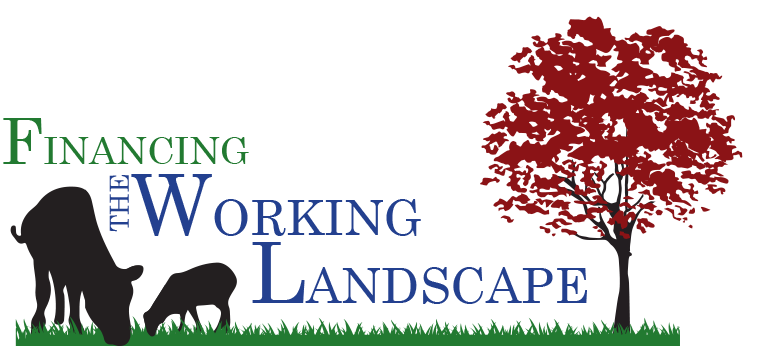 FINANCING
THE WORKING
LANDSCAPE